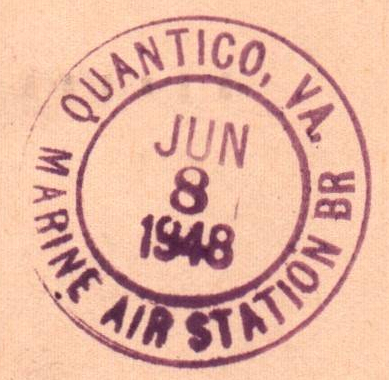 QUANTICO, VA.
JUN
8
1948
MARINE AIR STATION BR